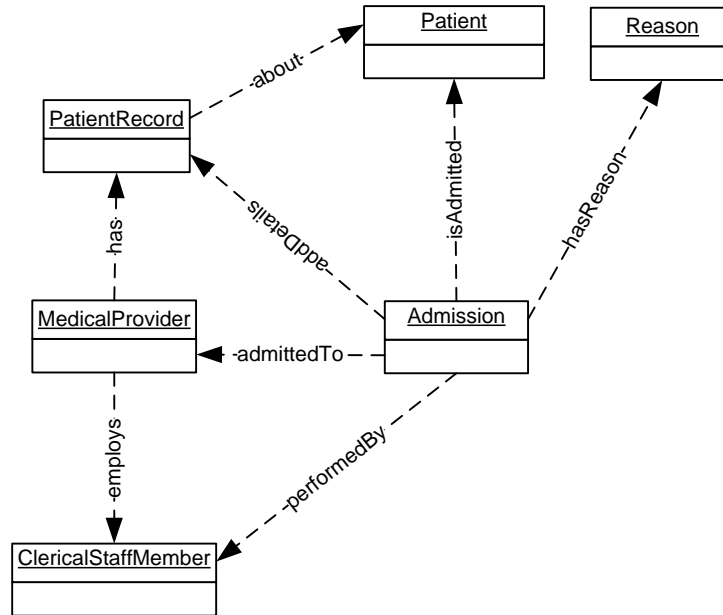 Patient
Reason
about
PatientRecord
isAdmitted
hasReason
addDetails
has
MedicalProvider
Admission
admittedTo
employs
performedBy
ClericalStaffMember